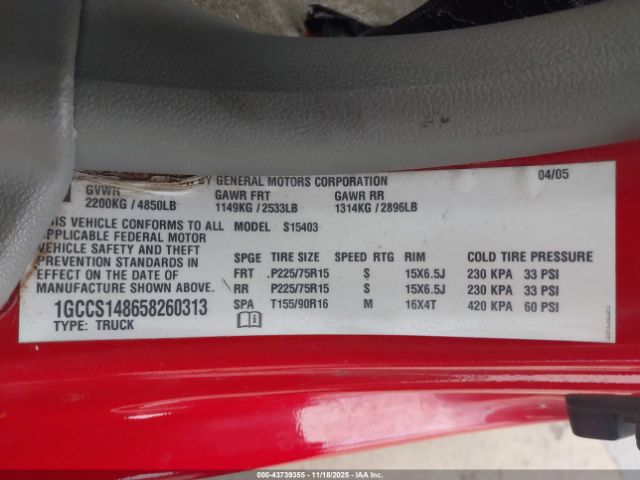 BY GENERAL MOTORS CORPORATION 04/05
GVWR GAWR FRT GAWR RR
2200KG / 4850LB 1149KG / 2533LB 1314KG / 2896LB
THIS VEHICLE CONFORMS TO ALL MODEL S15403
APPLICABLE FEDERAL MOTOR
VEHICLE SAFETY AND THEFT
PREVENTION STANDARDS
IN EFFECT ON THE DATE OF
MANUFACTURE SHOWN ABOVE.
1GCCS148658260313
TYPE: TRUCK
SPGE TIRE SIZE SPEED RTG RIM COLD TIRE PRESSURE
FRT P225/75R15 S 15X6.5J 230 KPA 33 PSI
RR P225/75R15 S 15X6.5J 230 KPA 33 PSI
SPA T155/90R16 M 16X4T 420 KPA 60 PSI
000-43739355 - 11/18/2025 - IAA Inc.